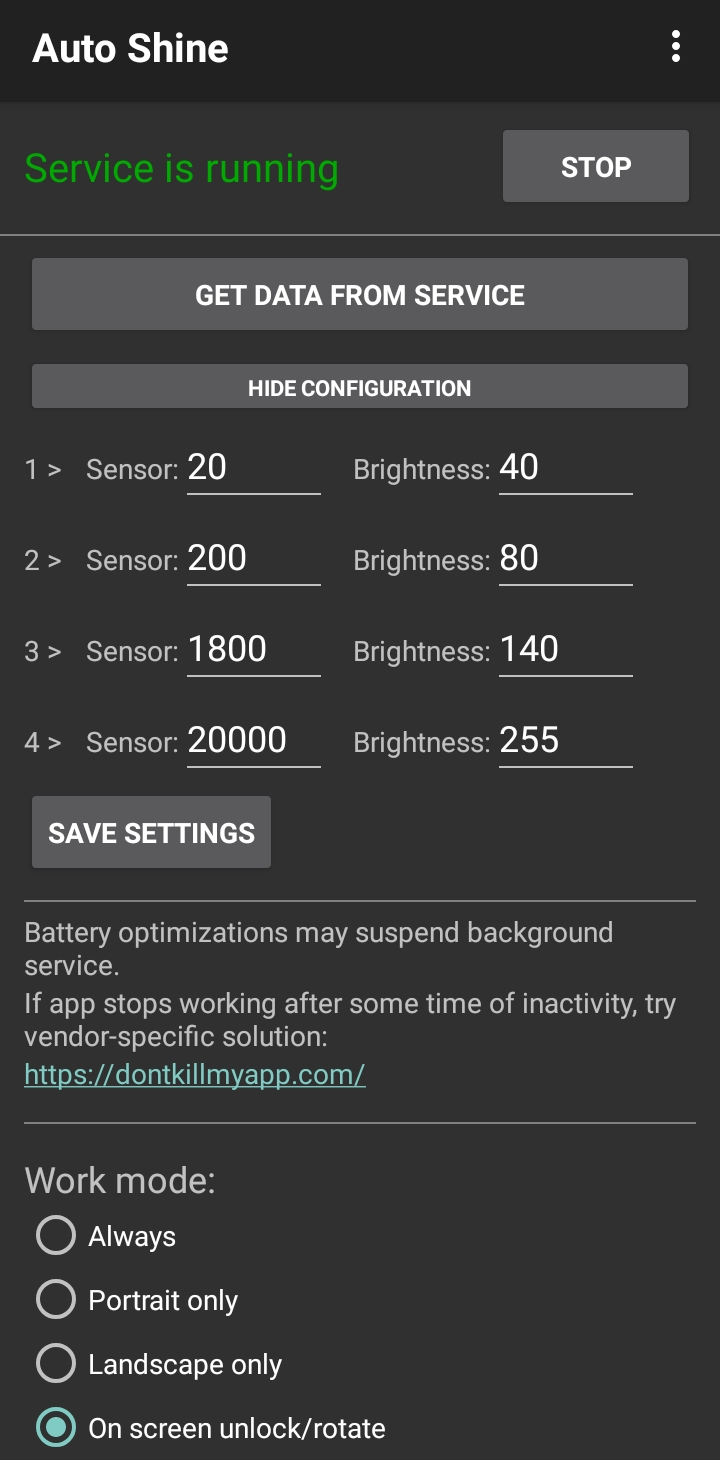 Auto Shine
Service is running
STOP
GET DATA FROM SERVICE
HIDE CONFIGURATION
1 > Sensor: 20 Brightness: 40
2 > Sensor: 200 Brightness: 80
3 > Sensor: 1800 Brightness: 140
4 > Sensor: 20000 Brightness: 255
SAVE SETTINGS
Battery optimizations may suspend background
service.
If app stops working after some time of inactivity, try
vendor-specific solution:
https://dontkillmyapp.com/
Work mode:
Always
Portrait only
Landscape only
On screen unlock/rotate